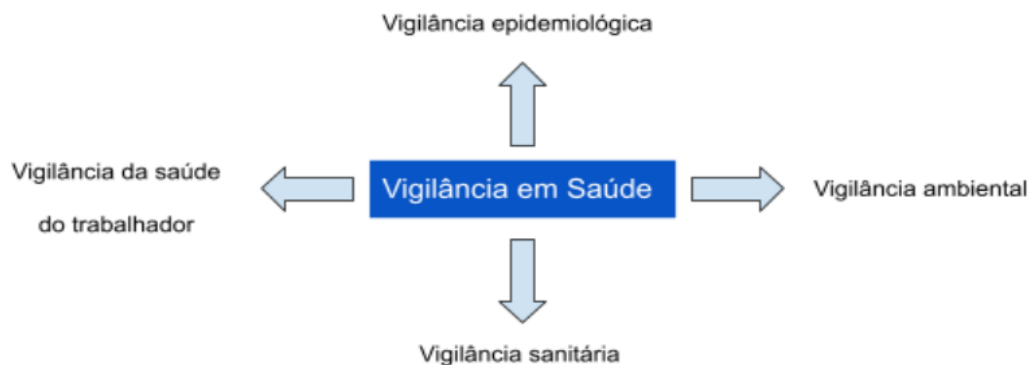 Vigilância epidemiológica
Vigilância da saúde
do trabalhador
Vigilância em Saúde
Vigilância ambiental
Vigilância sanitária